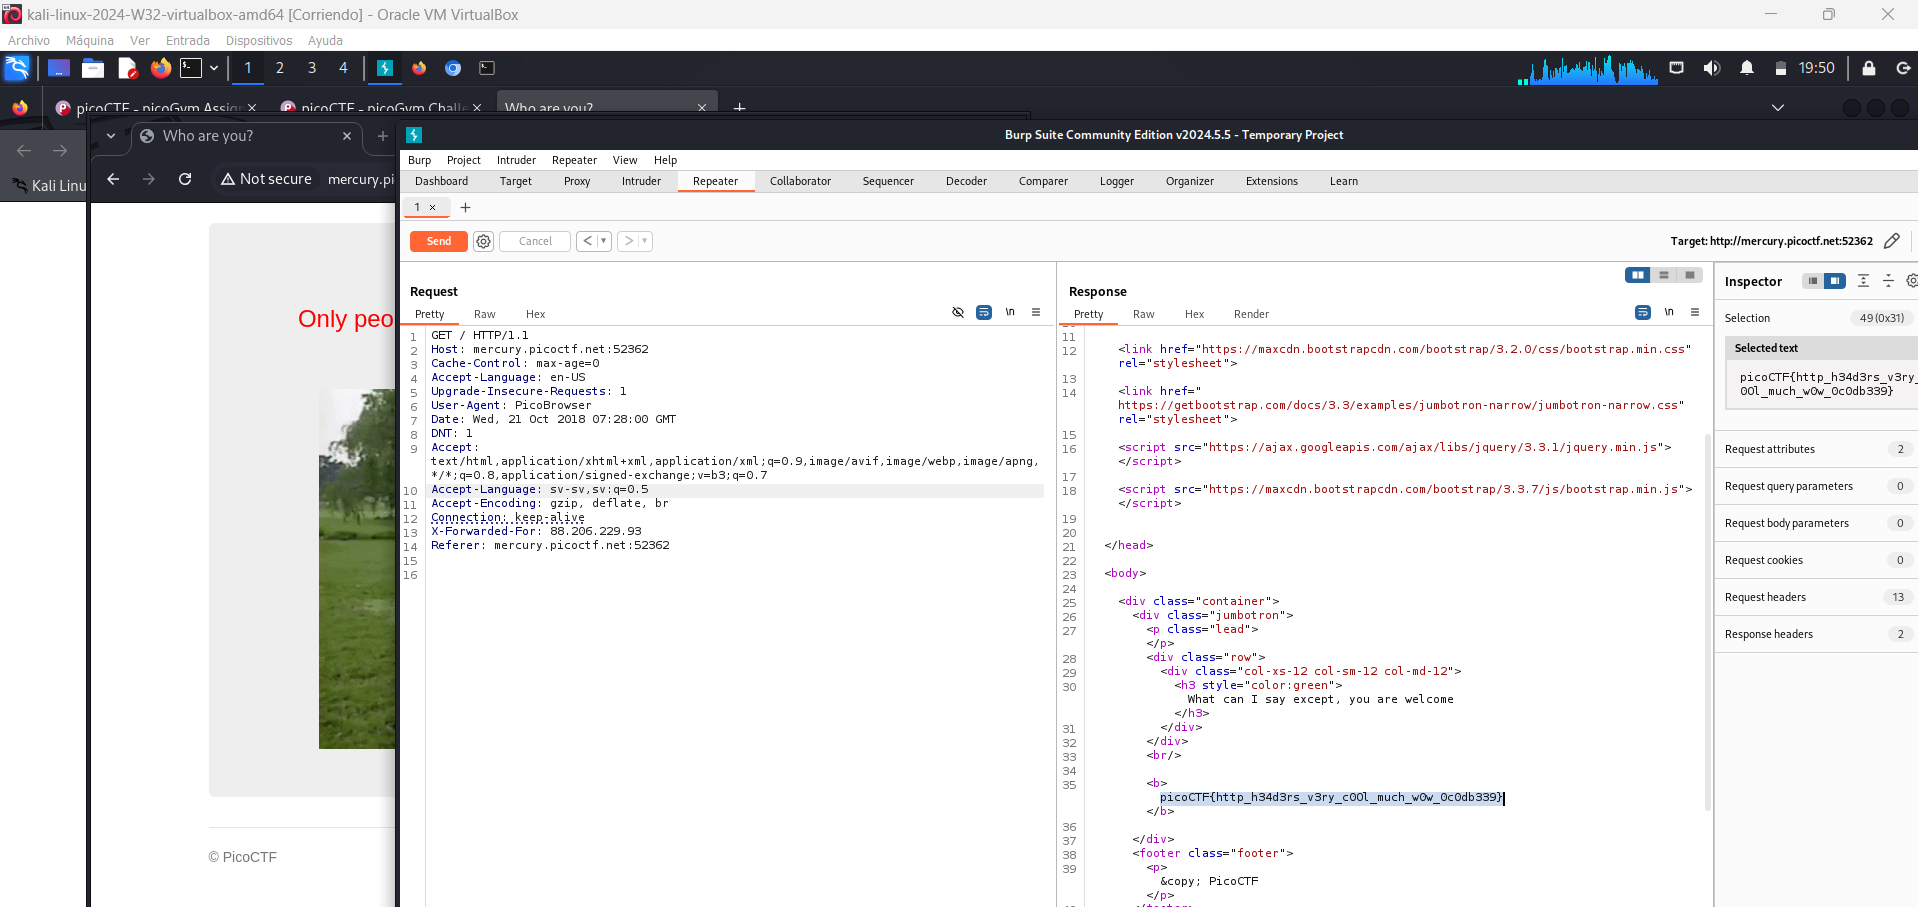 kali-linux-2024-W32-virtualbox-amd64 [Corriendo] - Oracle VM VirtualBox
Archivo Máquina Ver Entrada Dispositivos Ayuda
1 2 3 4 19:50
picoCTF - picoGym Assig picoCTF - picoGym Challe Who are you?
Who are you?
Burp Suite Community Edition v2024.5.5 - Temporary Project
Kali Linu
Not secure mercury.pi
Burp Project Intruder Repeater View Help
Dashboard Target Proxy Intruder Repeater Collaborator Sequencer Decoder Comparer Logger Organizer Extensions Learn
1 × +
Send Cancel < >
Target: http://mercury.picoctf.net:52362
Only peo
© PicoCTF
Request
Pretty Raw Hex \n
1 GET / HTTP/1.1
2 Host: mercury.picoctf.net:52362
3 Cache-Control: max-age=0
4 Accept-Language: en-US
5 Upgrade-Insecure-Requests: 1
6 User-Agent: PicoBrowser
7 Date: Wed, 21 Oct 2018 07:28:00 GMT
8 DNT: 1
9 Accept:
text/html,application/xhtml+xml,application/xml;q=0.9,image/avif,image/webp,image/apng,
*/*;q=0.8,application/signed-exchange;v=b3;q=0.7
10 Accept-Language: sv-sv,sv:q=0.5
11 Accept-Encoding: gzip, deflate, br
12 Connection: keep-alive
13 X-Forwarded-For: 88.206.229.93
14 Referer: mercury.picoctf.net:52362
15
16
Response
Pretty Raw Hex Render \n
11
12 <link href="https://maxcdn.bootstrapcdn.com/bootstrap/3.2.0/css/bootstrap.min.css"
rel="stylesheet">
13
14 <link href="
https://getbootstrap.com/docs/3.3/examples/jumbotron-narrow/jumbotron-narrow.css"
rel="stylesheet">
15
16 <script src="https://ajax.googleapis.com/ajax/libs/jquery/3.3.1/jquery.min.js">
</script>
17
18 <script src="https://maxcdn.bootstrapcdn.com/bootstrap/3.3.7/js/bootstrap.min.js">
</script>
19
20
21 </head>
22
23 <body>
24
25 <div class="container">
26 <div class="jumbotron">
27 <p class="lead">
</p>
28 <div class="row">
29 <div class="col-xs-12 col-sm-12 col-md-12">
30 <h3 style="color:green">
What can I say except, you are welcome
</h3>
31 </div>
32 </div>
33 <br/>
34
35 <b>
picoCTF{http_h34d3rs_v3ry_c00l_much_w0w_0c0db339}
</b>
36
37 </div>
38 <footer class="footer">
39 <p>
&copy; PicoCTF
</p>
Inspector
Selection 49 (0x31)
Selected text
picoCTF{http_h34d3rs_v3ry_
00l_much_w0w_0c0db339}
Request attributes 2
Request query parameters 0
Request body parameters 0
Request cookies 0
Request headers 13
Response headers 2